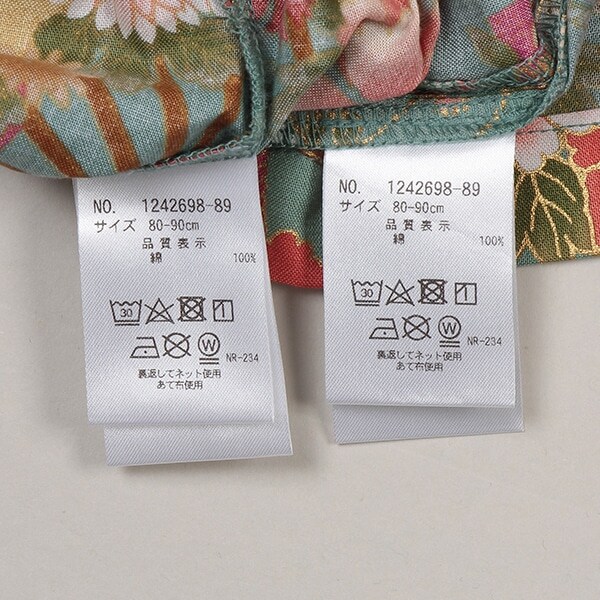 NO. 1242698-89
サイズ 80-90cm
品質表示
綿 100%
30
NR-234
W
裏返してネット使用
あて布使用
NO. 1242698-89
サイズ 80-90cm
品質表示
綿 100%
30
NR-234
W
裏返してネット使用
あて布使用